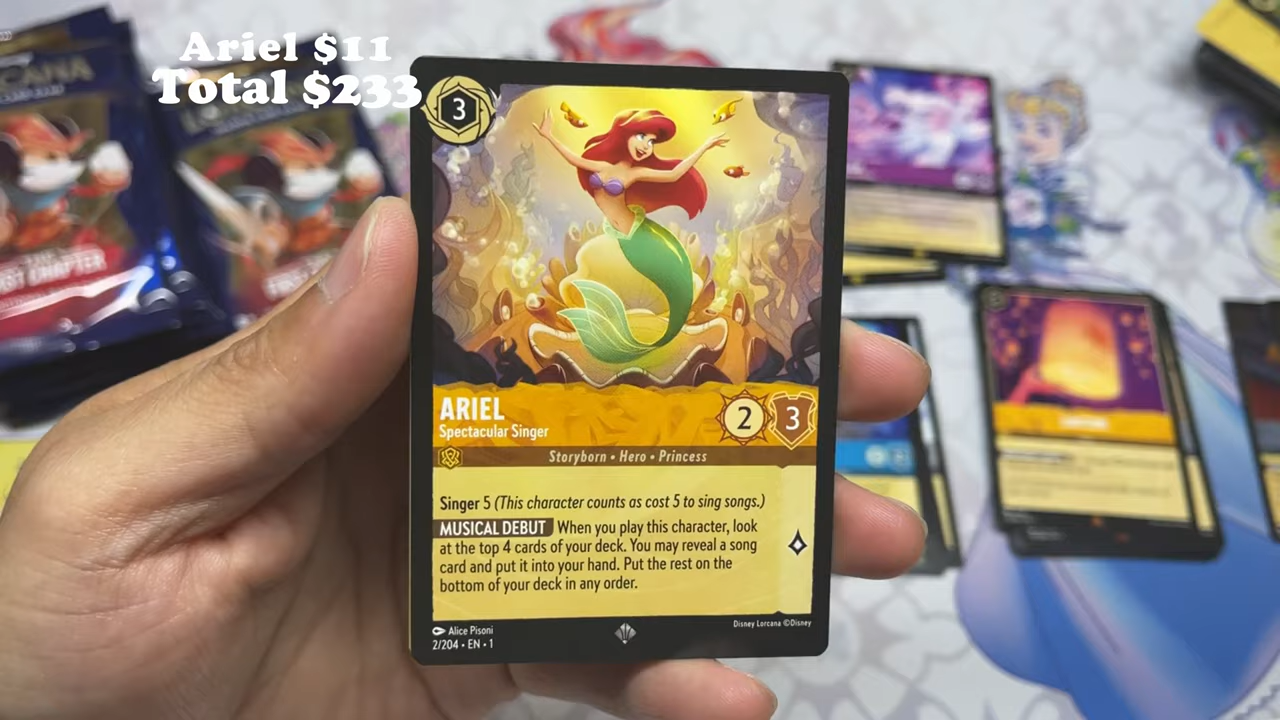 Ariel $11
Total $233
3
ARIEL
Spectacular Singer
2 3
Storyborn • Hero • Princess
Singer 5 (This character counts as cost 5 to sing songs.)
MUSICAL DEBUT When you play this character, look
at the top 4 cards of your deck. You may reveal a song
card and put it into your hand. Put the rest on the
bottom of your deck in any order.
Alice Pisoni
2/204 • EN • 1
Disney Lorcana ©Disney
RCANA
FIRST CHAPTER